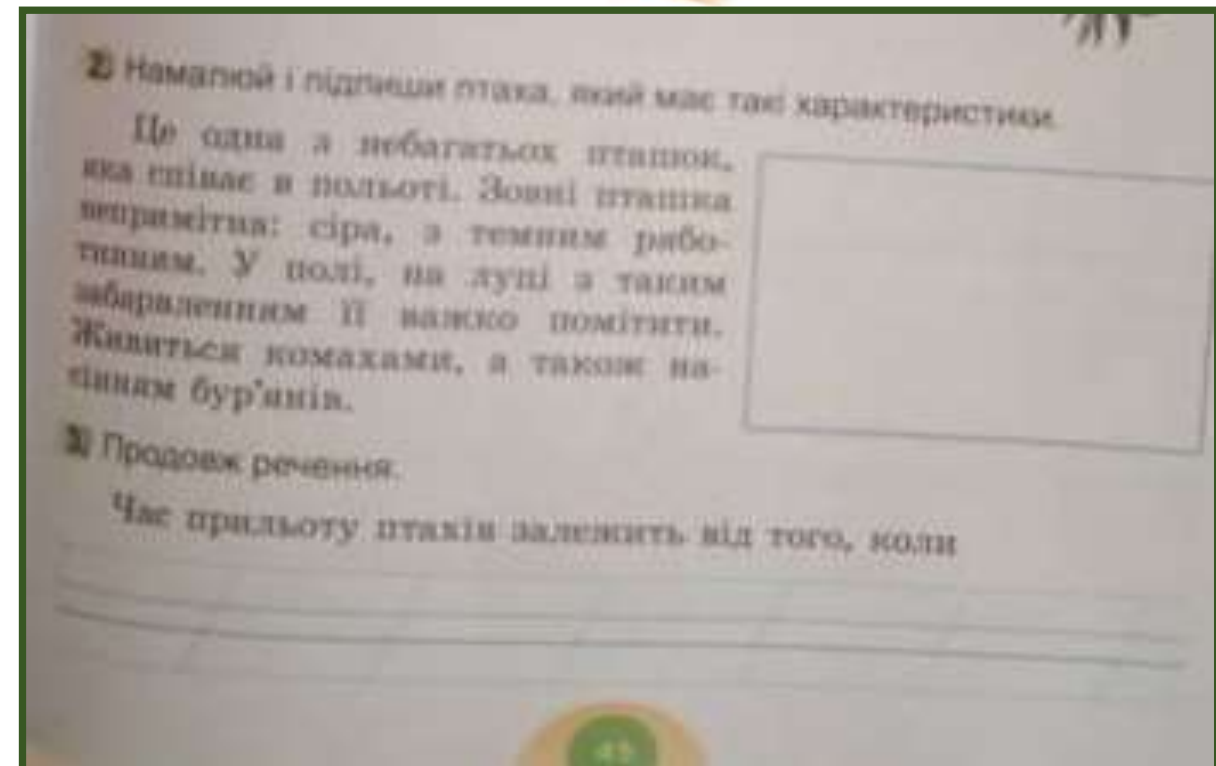 2) Намалюй і підпиши птаха, який має такі характеристики.
Це одна з небагатьох пташок,
яка співає в польоті. Зовні пташка
непримітна: сіра, з темним рябо-
тинням. У полі, на лузі з таким
забарвленням її важко помітити.
Живиться комахами, а також на-
сінням бур'янів.
3) Продовж речення.
Час прильоту птахів залежить від того, коли
45